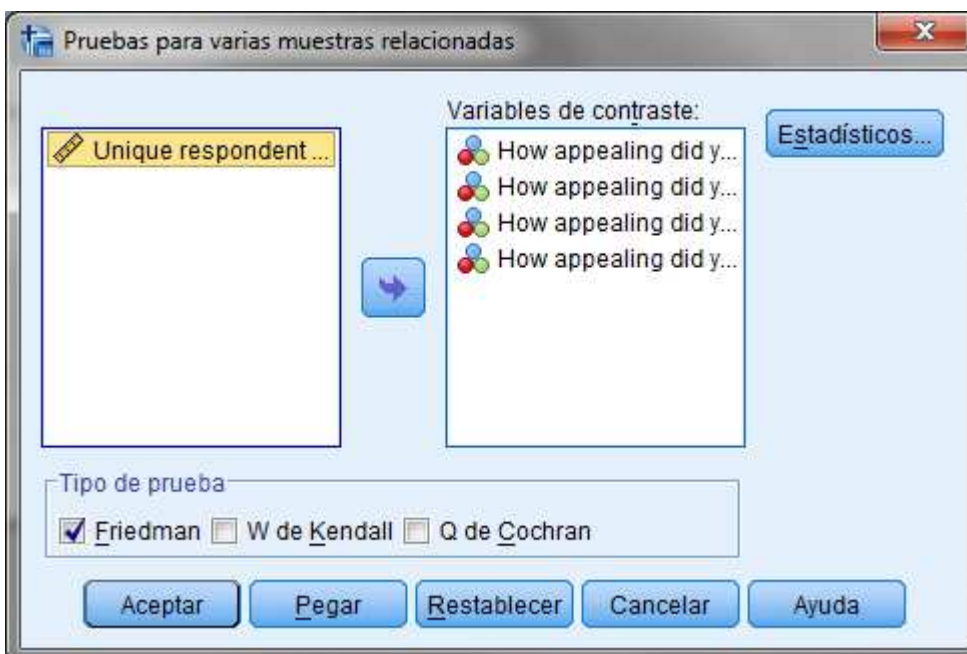 Pruebas para varias muestras relacionadas
Variables de contraste:
Unique respondent ...
How appealing did y...
How appealing did y...
How appealing did y...
How appealing did y...
Estadísticos...
Tipo de prueba
Friedman W de Kendall Q de Cochran
Aceptar Pegar Restablecer Cancelar Ayuda